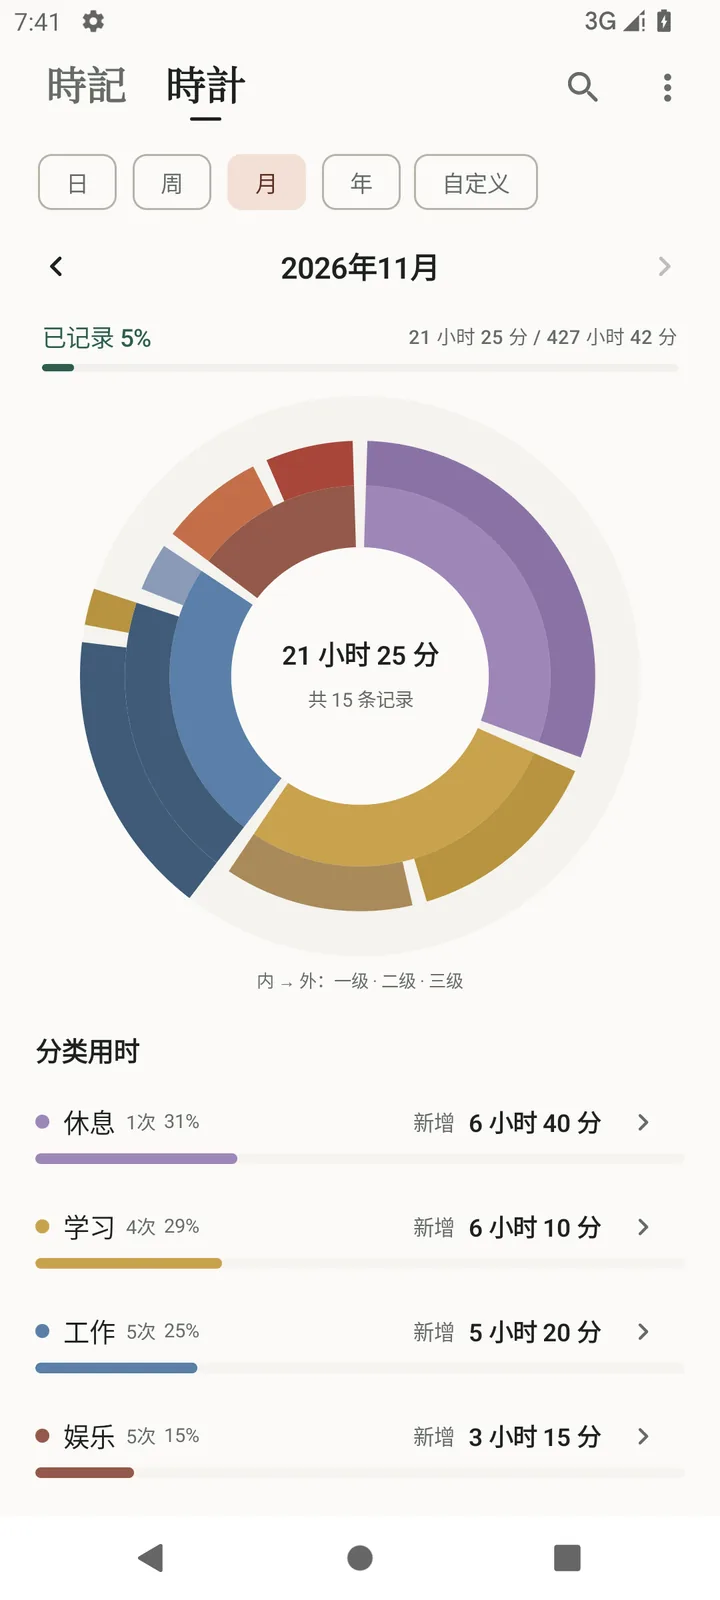 7:41 3G
時記 時計
日 周 月 年 自定义
2026年11月
已记录 5% 21 小时 25 分 / 427 小时 42 分
21 小时 25 分
共 15 条记录
内 → 外：一级 · 二级 · 三级
分类用时
休息 1次 31% 新增 6 小时 40 分
学习 4次 29% 新增 6 小时 10 分
工作 5次 25% 新增 5 小时 20 分
娱乐 5次 15% 新增 3 小时 15 分